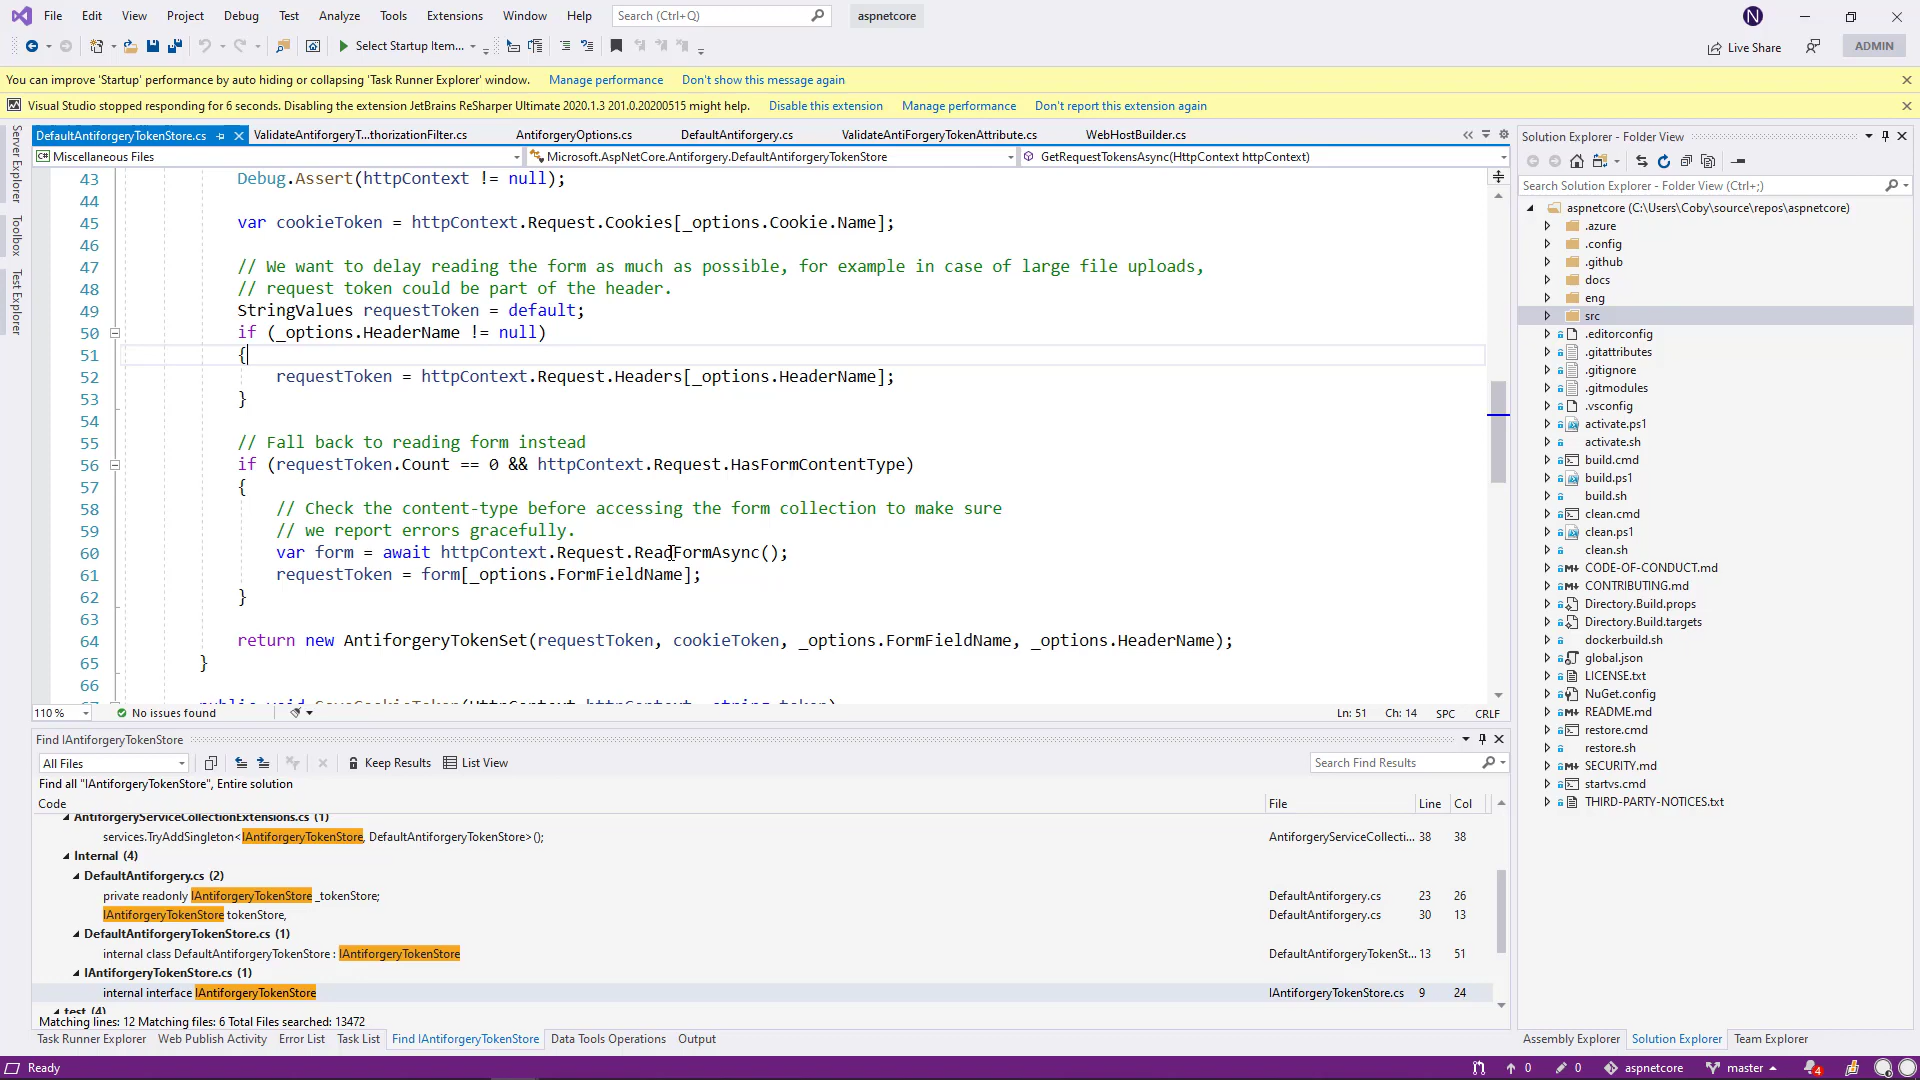 File Edit View Project Debug Test Analyze Tools Extensions Window Help Search (Ctrl+Q) aspnetcore N
Select Startup Item... Live Share ADMIN
You can improve 'Startup' performance by auto hiding or collapsing 'Task Runner Explorer' window. Manage performance Don't show this message again
Visual Studio stopped responding for 6 seconds. Disabling the extension JetBrains ReSharper Ultimate 2020.1.3 201.0.20200515 might help. Disable this extension Manage performance Don't report this extension again
Server Explorer
Toolbox
Test Explorer
DefaultAntiforgeryTokenStore.cs ValidateAntiforgeryT...thorizationFilter.cs AntiforgeryOptions.cs DefaultAntiforgery.cs ValidateAntiForgeryTokenAttribute.cs WebHostBuilder.cs
Miscellaneous Files Microsoft.AspNetCore.Antiforgery.DefaultAntiforgeryTokenStore GetRequestTokensAsync(HttpContext httpContext)
43 Debug.Assert(httpContext != null);
44
45 var cookieToken = httpContext.Request.Cookies[_options.Cookie.Name];
46
47 // We want to delay reading the form as much as possible, for example in case of large file uploads,
48 // request token could be part of the header.
49 StringValues requestToken = default;
50 if (_options.HeaderName != null)
51 {
52 requestToken = httpContext.Request.Headers[_options.HeaderName];
53 }
54
55 // Fall back to reading form instead
56 if (requestToken.Count == 0 && httpContext.Request.HasFormContentType)
57 {
58 // Check the content-type before accessing the form collection to make sure
59 // we report errors gracefully.
60 var form = await httpContext.Request.ReadFormAsync();
61 requestToken = form[_options.FormFieldName];
62 }
63
64 return new AntiforgeryTokenSet(requestToken, cookieToken, _options.FormFieldName, _options.HeaderName);
65 }
66
public void SaveCookieToken(HttpContext httpContext, string token)
110 % No issues found Ln: 51 Ch: 14 SPC CRLF
Find IAntiforgeryTokenStore
All Files Keep Results List View Search Find Results
Find all "IAntiforgeryTokenStore", Entire solution
Code File Line Col
AntiforgeryServiceCollectionExtensions.cs (1)
services.TryAddSingleton<IAntiforgeryTokenStore, DefaultAntiforgeryTokenStore>(); AntiforgeryServiceCollecti... 38 38
Internal (4)
DefaultAntiforgery.cs (2)
private readonly IAntiforgeryTokenStore _tokenStore; DefaultAntiforgery.cs 23 26
IAntiforgeryTokenStore tokenStore, DefaultAntiforgery.cs 30 13
DefaultAntiforgeryTokenStore.cs (1)
internal class DefaultAntiforgeryTokenStore : IAntiforgeryTokenStore DefaultAntiforgeryTokenSt... 13 51
IAntiforgeryTokenStore.cs (1)
internal interface IAntiforgeryTokenStore IAntiforgeryTokenStore.cs 9 24
test (4)
Matching lines: 12 Matching files: 6 Total Files searched: 13472
Task Runner Explorer Web Publish Activity Error List Task List Find IAntiforgeryTokenStore Data Tools Operations Output
Solution Explorer - Folder View
Search Solution Explorer - Folder View (Ctrl+;)
aspnetcore (C:\Users\Coby\source\repos\aspnetcore)
.azure
.config
.github
docs
eng
src
.editorconfig
.gitattributes
.gitignore
.gitmodules
.vsconfig
activate.ps1
activate.sh
build.cmd
build.ps1
build.sh
clean.cmd
clean.ps1
clean.sh
CODE-OF-CONDUCT.md
CONTRIBUTING.md
Directory.Build.props
Directory.Build.targets
dockerbuild.sh
global.json
LICENSE.txt
NuGet.config
README.md
restore.cmd
restore.sh
SECURITY.md
startvs.cmd
THIRD-PARTY-NOTICES.txt
Assembly Explorer Solution Explorer Team Explorer
Ready 0 0 aspnetcore master 4